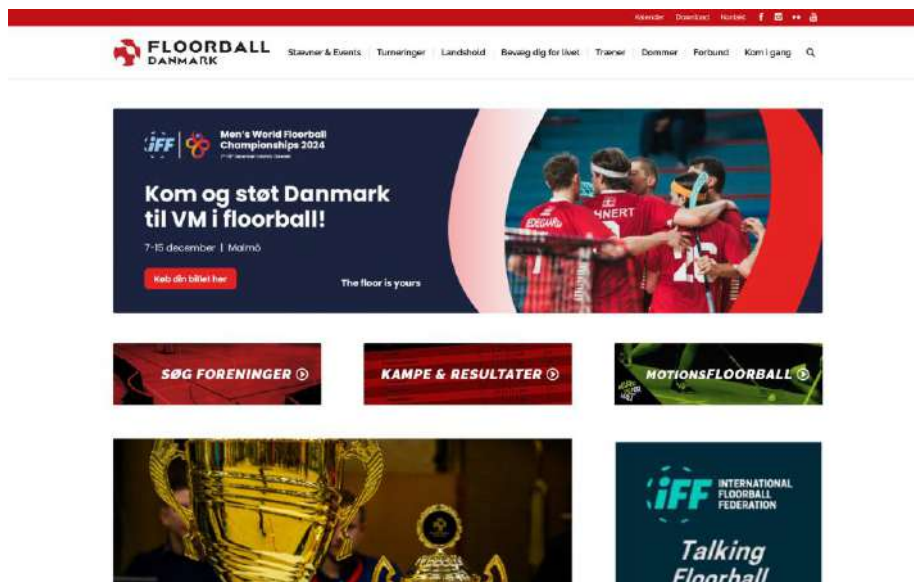 Kalender Download Kontakt
FLOORBALL
DANMARK
Stævner & Events Turneringer Landshold Bevæg dig for livet Træner Dommer Forbund Kom i gang
iFF
Men's World Floorball
Championships 2024
Kom og støt Danmark
til VM i floorball!
7-15 december | Malmö
Køb din billet her
The floor is yours
26
SØG FORENINGER
KAMPE & RESULTATER
MOTIONSFLOORBALL
iFF
INTERNATIONAL
FLOORBALL
FEDERATION
Talking
Floorball